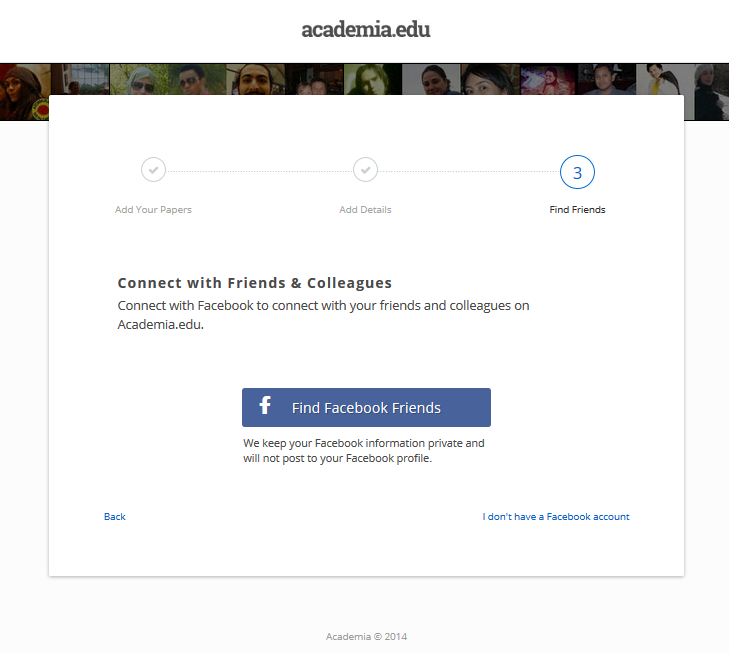 academia.edu
3
Add Your Papers
Add Details
Find Friends
Connect with Friends & Colleagues
Connect with Facebook to connect with your friends and colleagues on
Academia.edu.
f Find Facebook Friends
We keep your Facebook information private and
will not post to your Facebook profile.
Back
I don't have a Facebook account
Academia © 2014